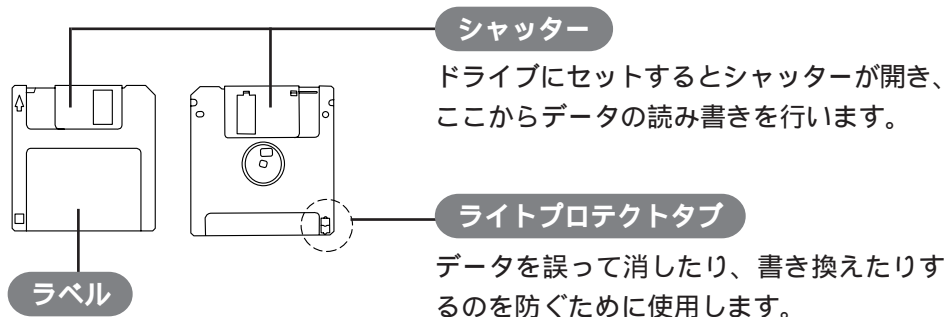 シャッター
ドライブにセットするとシャッターが開き、
ここからデータの読み書きを行います。
ライトプロテクトタブ
データを誤って消したり、書き換えたりす
るのを防ぐために使用します。
ラベル